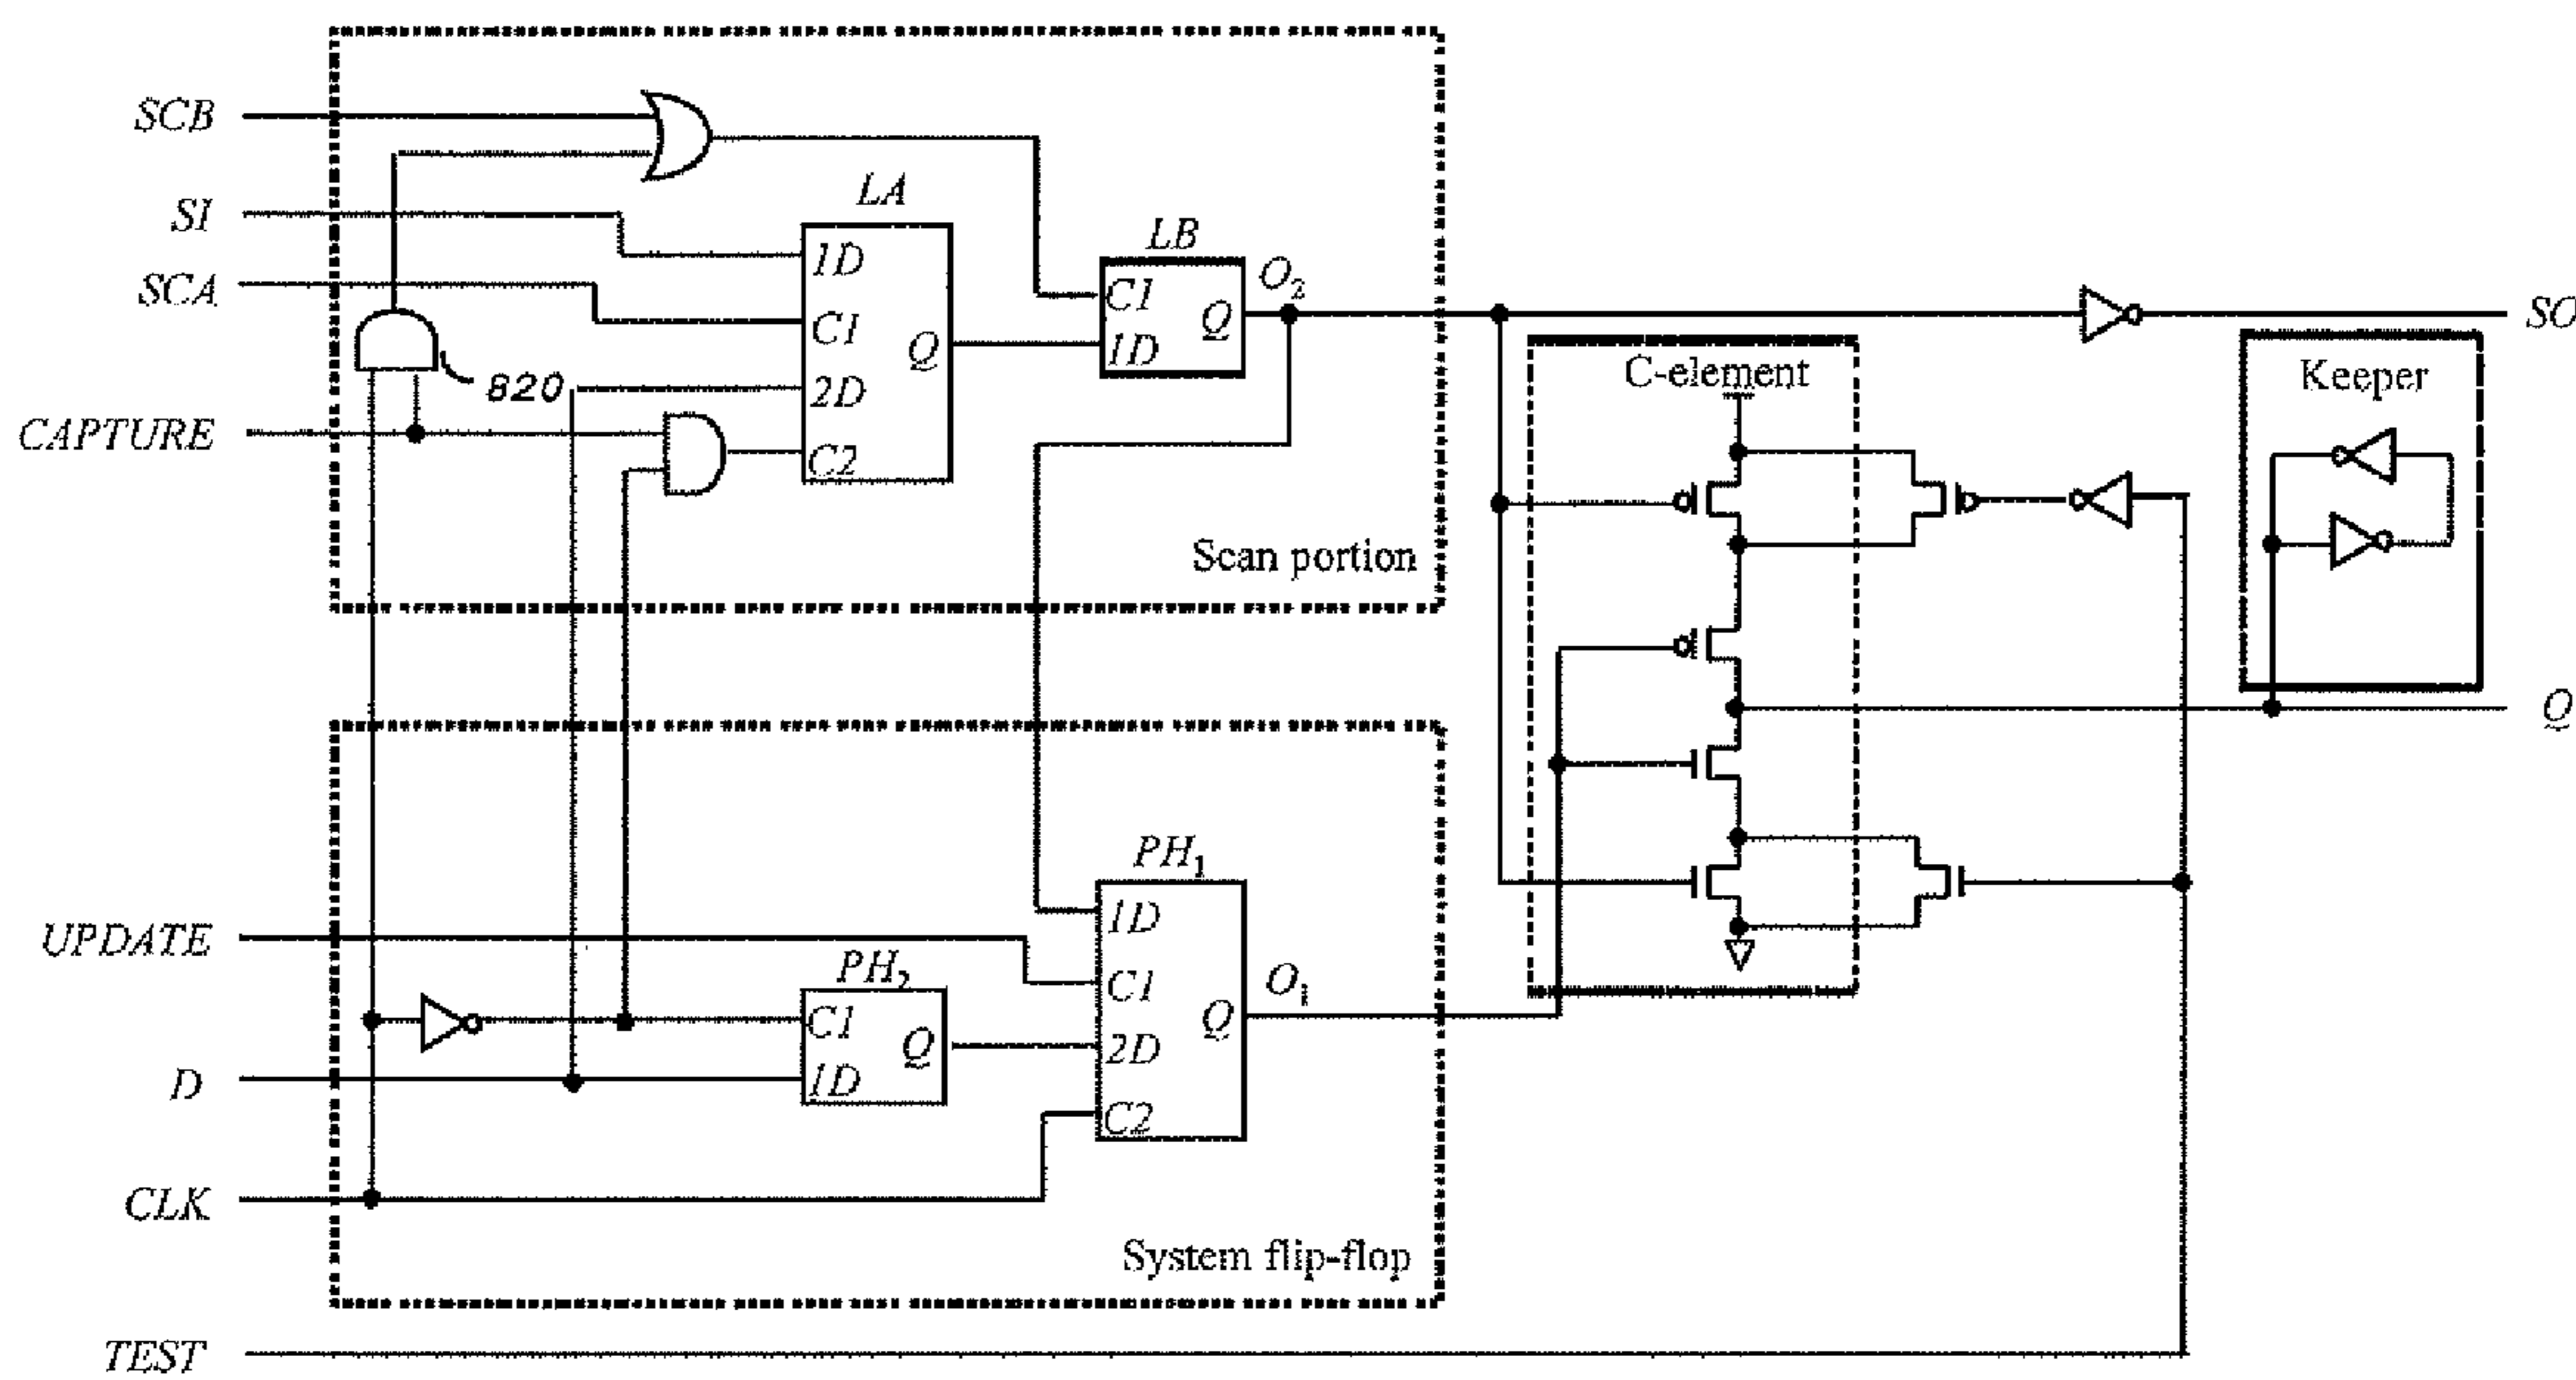 SCB
SI
SCA
CAPTURE
820
LA
1D
C1
2D
C2
Q
LB
C1
1D
Q
O2
Scan portion
SO
C-element
Keeper
Q
UPDATE
D
CLK
TEST
PH2
C1
1D
Q
PH1
1D
C1
2D
C2
Q
O1
System flip-flop